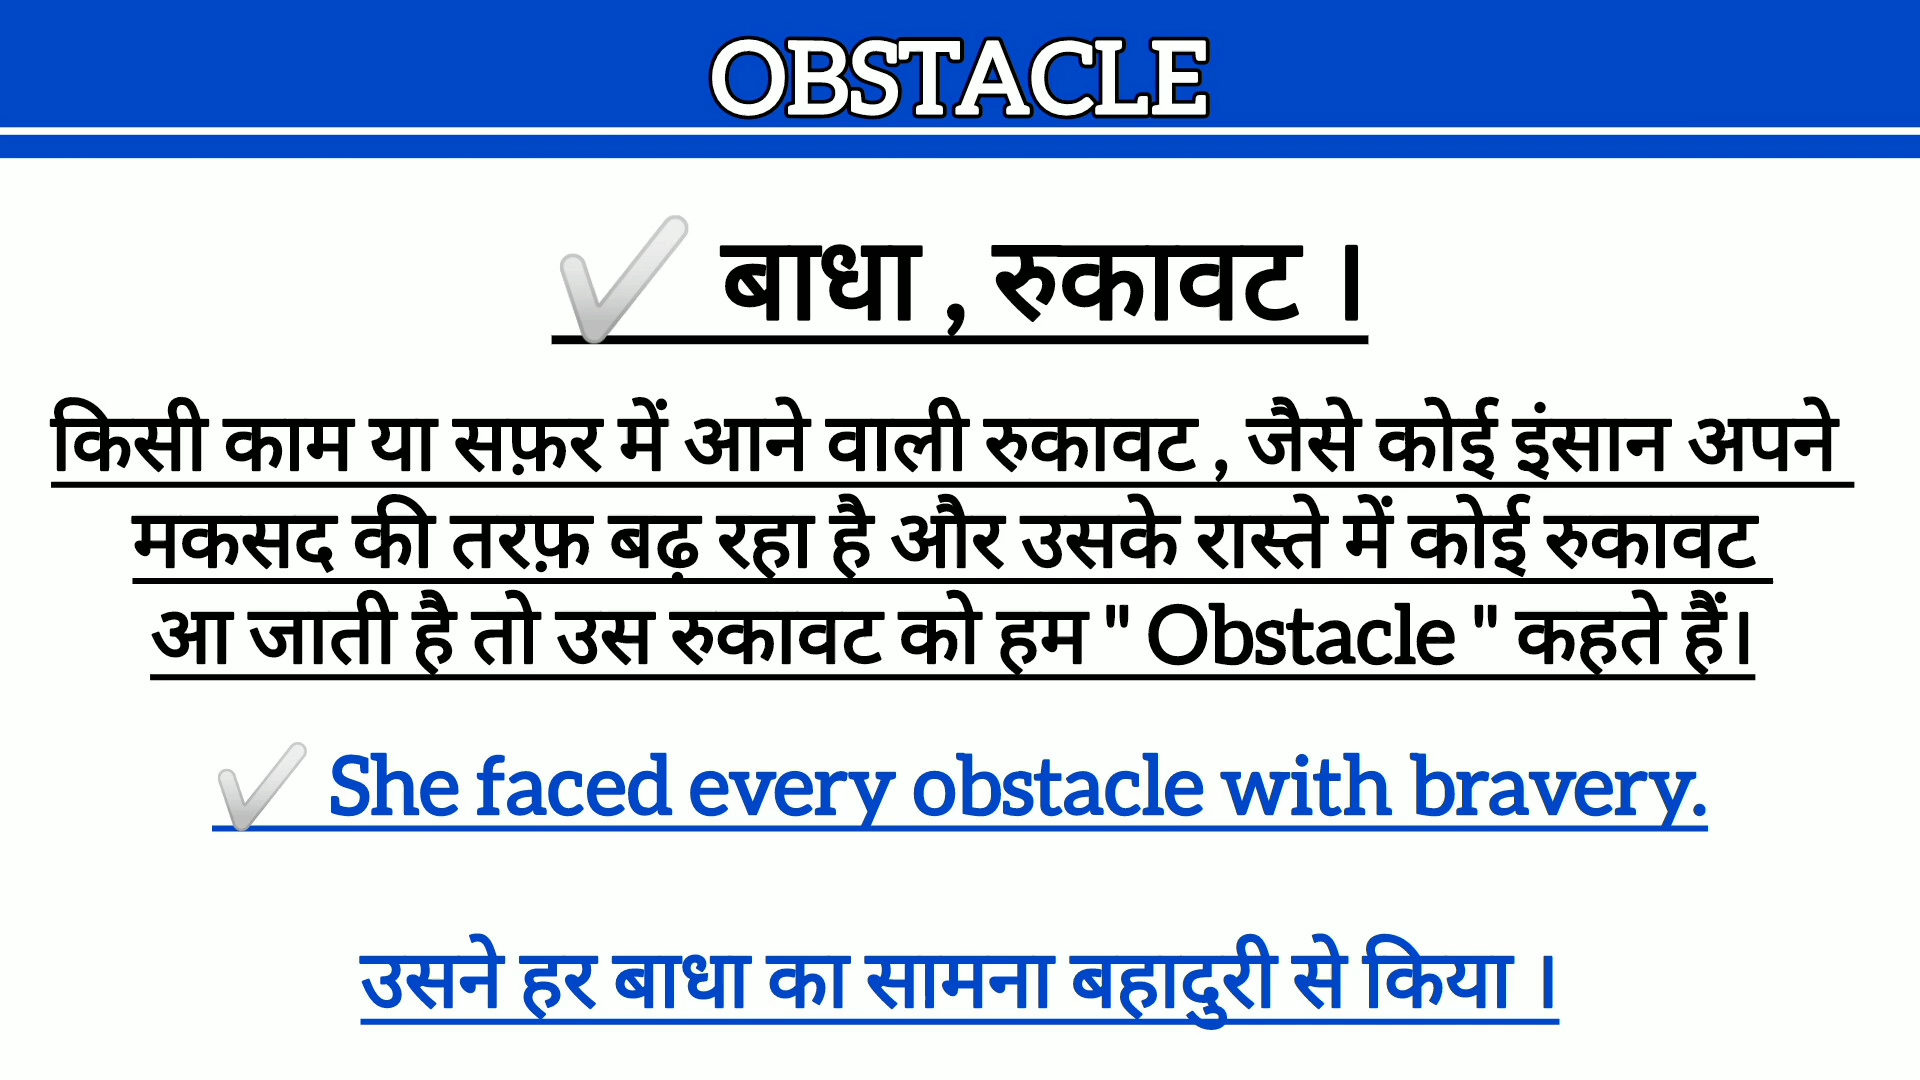 OBSTACLE
✔ बाधा , रुकावट ।
किसी काम या सफ़र में आने वाली रुकावट , जैसे कोई इंसान अपने
मकसद की तरफ़ बढ़ रहा है और उसके रास्ते में कोई रुकावट
आ जाती है तो उस रुकावट को हम " Obstacle " कहते हैं।
✔ She faced every obstacle with bravery.
उसने हर बाधा का सामना बहादुरी से किया ।